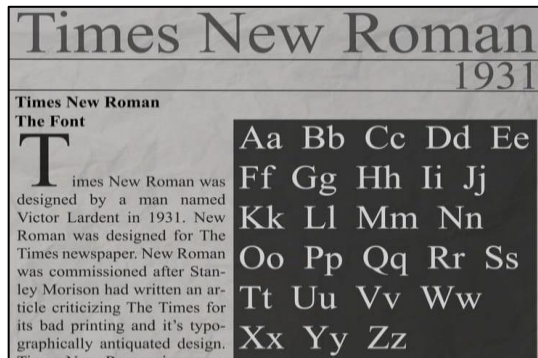 Times New Roman
1931
Times New Roman
The Font
Times New Roman was
designed by a man named
Victor Lardent in 1931. New
Roman was designed for The
Times newspaper. New Roman
was commissioned after Stan-
ley Morison had written an ar-
ticle criticizing The Times for
its bad printing and it's typo-
graphically antiquated design.
Aa Bb Cc Dd Ee
Ff Gg Hh Ii Jj
Kk Ll Mm Nn
Oo Pp Qq Rr Ss
Tt Uu Vv Ww
Xx Yy Zz